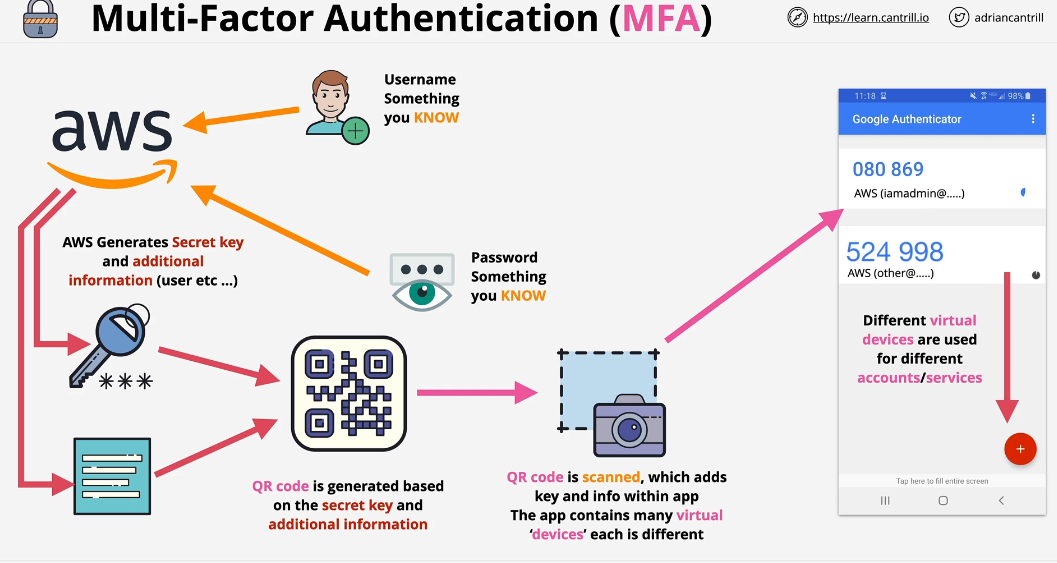 Multi-Factor Authentication (MFA)
https://learn.cantrill.io
adriancantrill
Username
Something
you KNOW
aws
AWS Generates Secret key
and additional
information (user etc ...)
Password
Something
you KNOW
***
QR code is generated based
on the secret key and
additional information
QR code is scanned, which adds
key and info within app
The app contains many virtual
‘devices’ each is different
11:18
98%
Google Authenticator
080 869
AWS (iamadmin@.....)
524 998
AWS (other@.....)
Different virtual
devices are used
for different
accounts/services
+
Tap here to fill entire screen